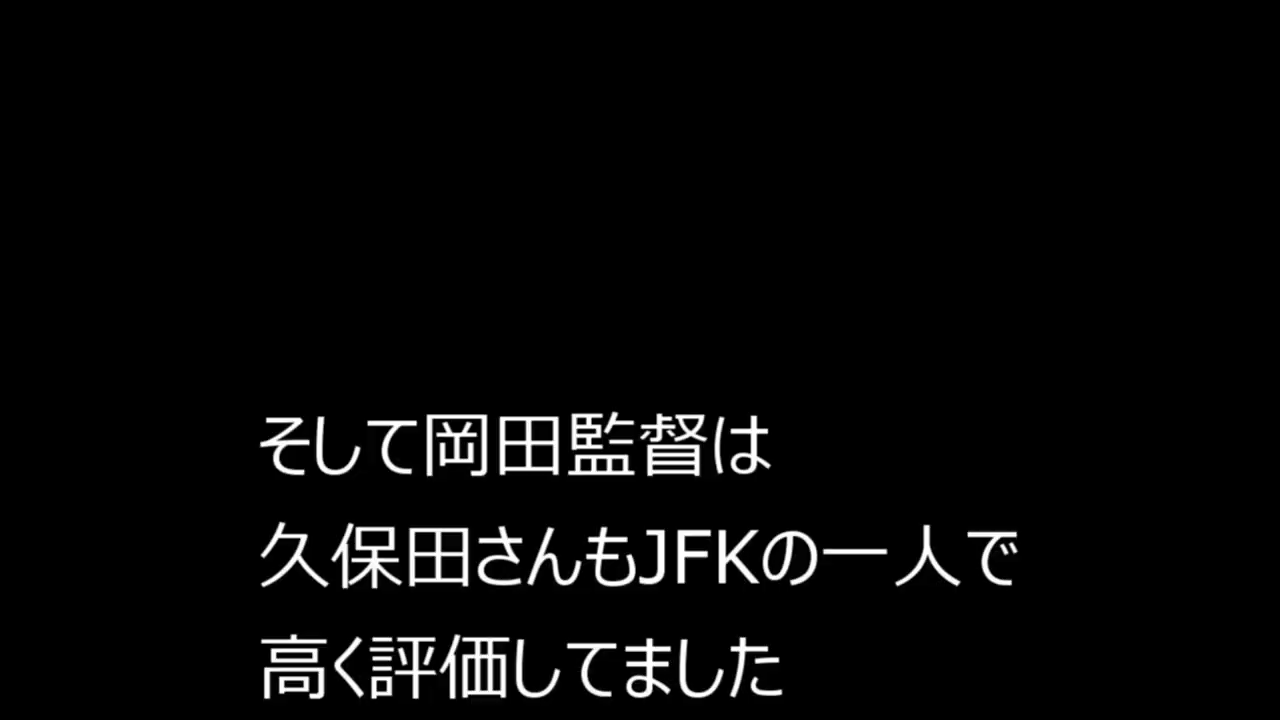 そして岡田監督は
久保田さんもJFKの一人で
高く評価してました